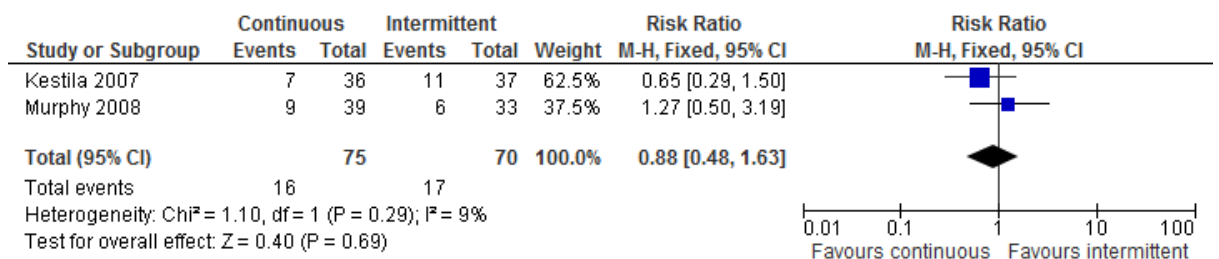 Continuous Intermittent Risk Ratio Risk Ratio
Study or Subgroup Events Total Events Total Weight M-H, Fixed, 95% CI M-H, Fixed, 95% CI
Kestila 2007 7 36 11 37 62.5% 0.65 [0.29, 1.50]
Murphy 2008 9 39 6 33 37.5% 1.27 [0.50, 3.19]
Total (95% CI) 75 70 100.0% 0.88 [0.48, 1.63]
Total events 16 17
Heterogeneity: Chi² = 1.10, df = 1 (P = 0.29); I² = 9%
Test for overall effect: Z = 0.40 (P = 0.69)
0.01 0.1 1 10 100
Favours continuous Favours intermittent